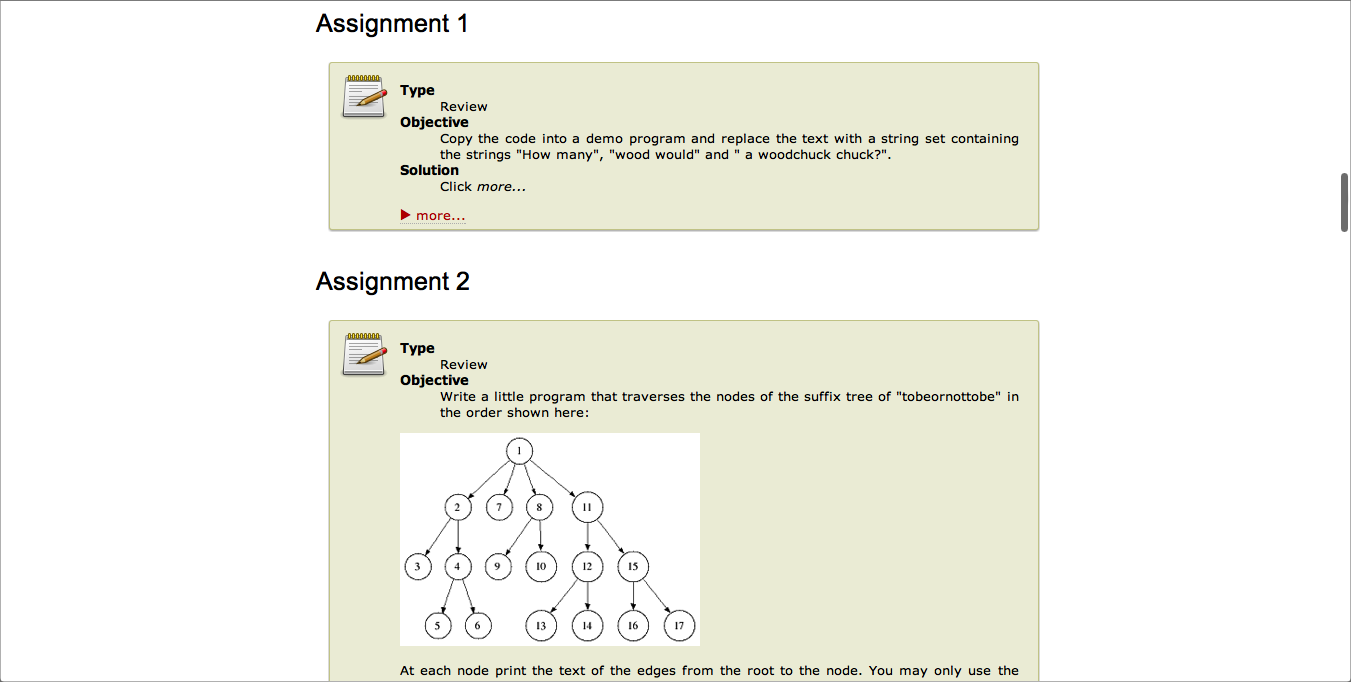 Assignment 1
Type
Review
Objective
Copy the code into a demo program and replace the text with a string set containing
the strings "How many", "wood would" and " a woodchuck chuck?".
Solution
Click more...
more...
Assignment 2
Type
Review
Objective
Write a little program that traverses the nodes of the suffix tree of "tobeornottobe" in
the order shown here:
1
2 7 8 11
3 4 9 10 12 15
5 6 13 14 16 17
At each node print the text of the edges from the root to the node. You may only use the